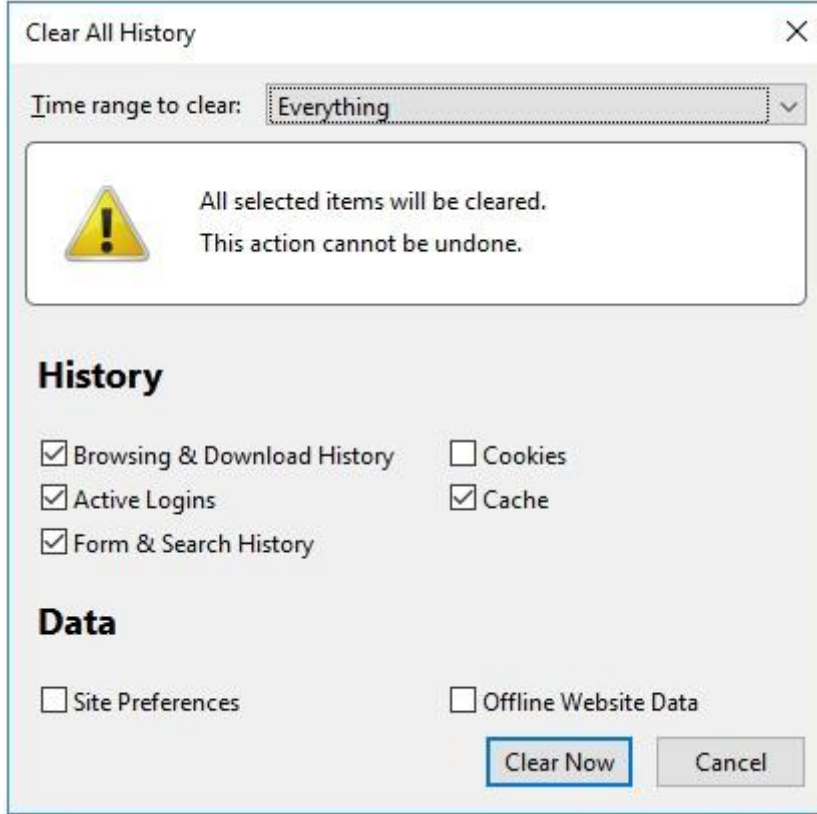 Clear All History
Time range to clear: Everything
All selected items will be cleared.
This action cannot be undone.
History
Browsing & Download History Cookies
Active Logins Cache
Form & Search History
Data
Site Preferences Offline Website Data
Clear Now Cancel